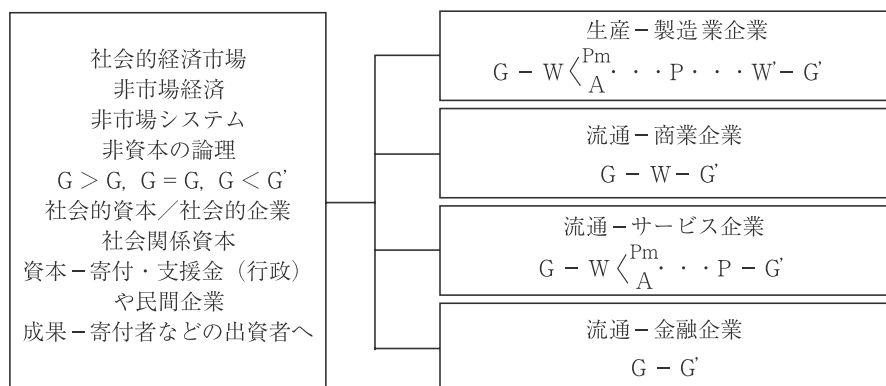 社会的経済市場
非市場経済
非市場システム
非資本の論理
G > G, G = G, G < G'
社会的資本／社会的企業
社会関係資本
資本－寄付・支援金（行政）
や民間企業
成果－寄付者などの出資者へ
生産－製造業企業
G － W〈Pm A・・・P・・・W'－G'
流通－商業企業
G － W－ G'
流通－サービス企業
G － W〈Pm A・・・P － G'
流通－金融企業
G － G'